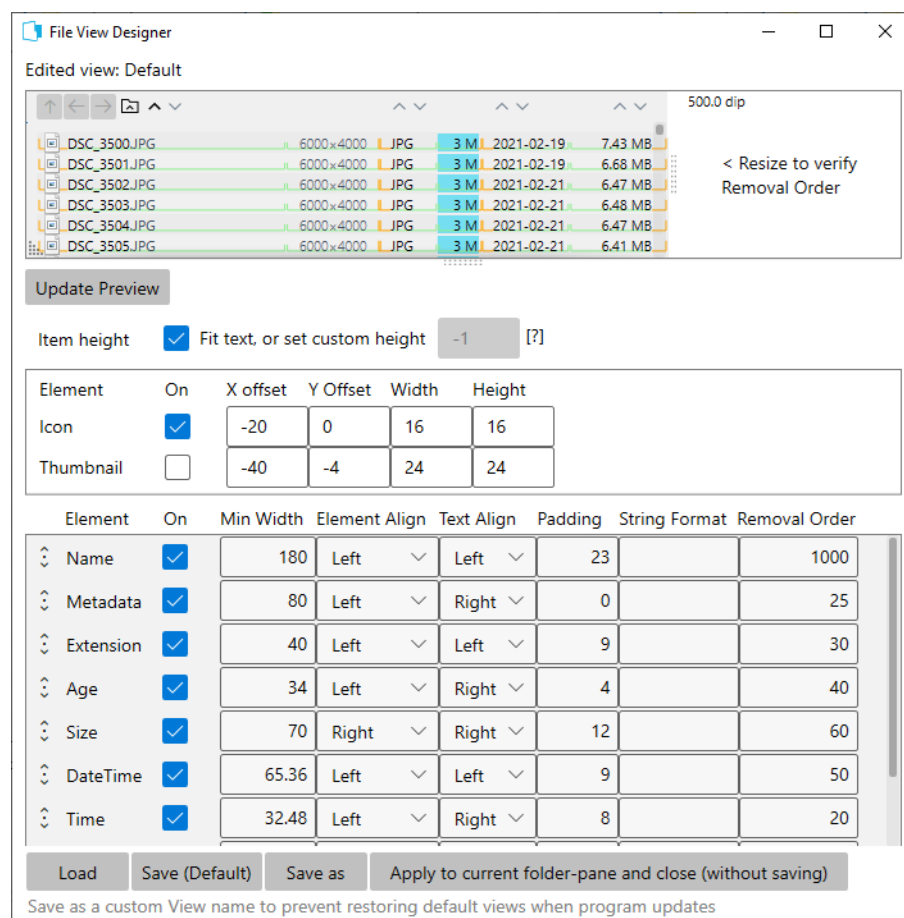 File View Designer
Edited view: Default
500.0 dip
DSC_3500.JPG 6000×4000 JPG 3 M 2021-02-19 7.43 MB
DSC_3501.JPG 6000×4000 JPG 3 M 2021-02-19 6.68 MB
DSC_3502.JPG 6000×4000 JPG 3 M 2021-02-21 6.47 MB
DSC_3503.JPG 6000×4000 JPG 3 M 2021-02-21 6.48 MB
DSC_3504.JPG 6000×4000 JPG 3 M 2021-02-21 6.47 MB
DSC_3505.JPG 6000×4000 JPG 3 M 2021-02-21 6.41 MB
< Resize to verify
Removal Order
Update Preview
Item height Fit text, or set custom height -1 [?]
Element On X offset Y Offset Width Height
Icon -20 0 16 16
Thumbnail -40 -4 24 24
Element On Min Width Element Align Text Align Padding String Format Removal Order
Name 180 Left Left 23 1000
Metadata 80 Left Right 0 25
Extension 40 Left Left 9 30
Age 34 Left Right 4 40
Size 70 Right Right 12 60
DateTime 65.36 Left Left 9 50
Time 32.48 Left Right 8 20
Load Save (Default) Save as Apply to current folder-pane and close (without saving)
Save as a custom View name to prevent restoring default views when program updates